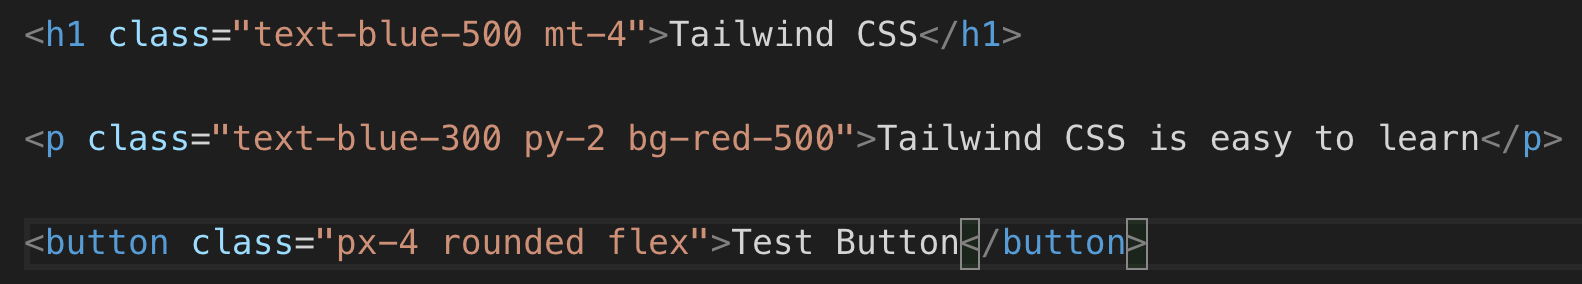 <h1 class="text-blue-500 mt-4">Tailwind CSS</h1>
<p class="text-blue-300 py-2 bg-red-500">Tailwind CSS is easy to learn</p>
<button class="px-4 rounded flex">Test Button</button>